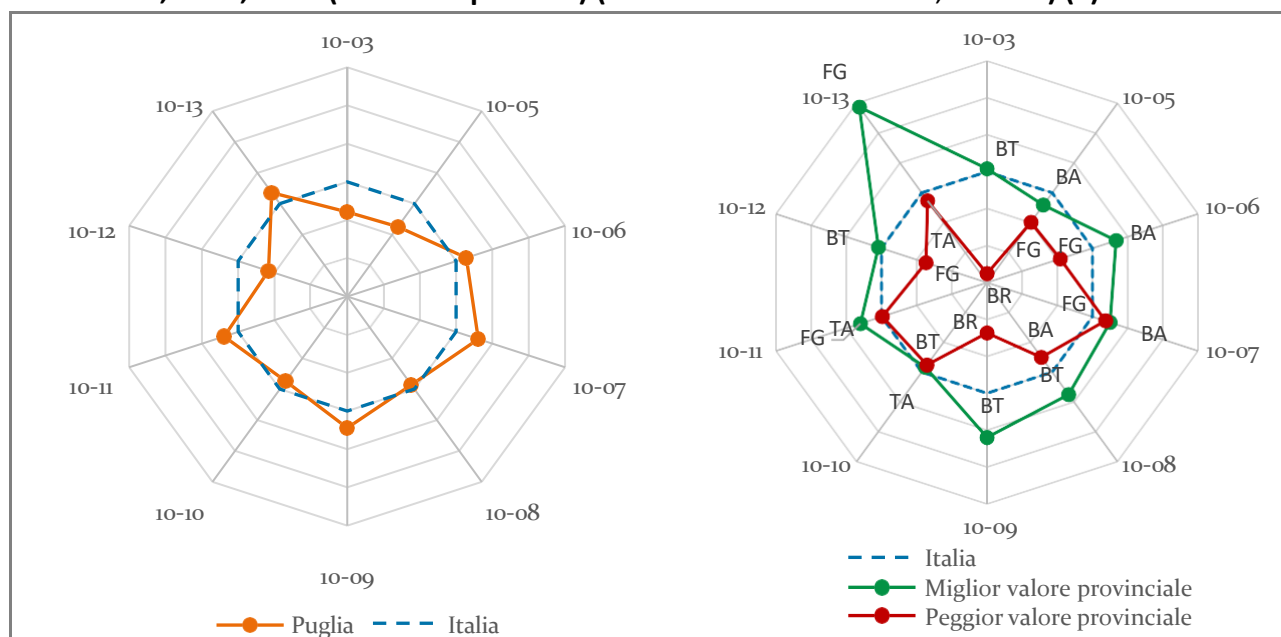 10-03
10-05
10-06
10-07
10-08
10-09
10-10
10-11
10-12
10-13
Puglia
Italia
10-03
10-05
10-06
10-07
10-08
10-09
10-10
10-11
10-12
10-13
FG
BT
BA
BA
BT
TA
FG
FG
FG
FG
BR
FG
TA
BT
BR
BA
BA
BT
TA
BT
Italia
Miglior valore provinciale
Peggior valore provinciale